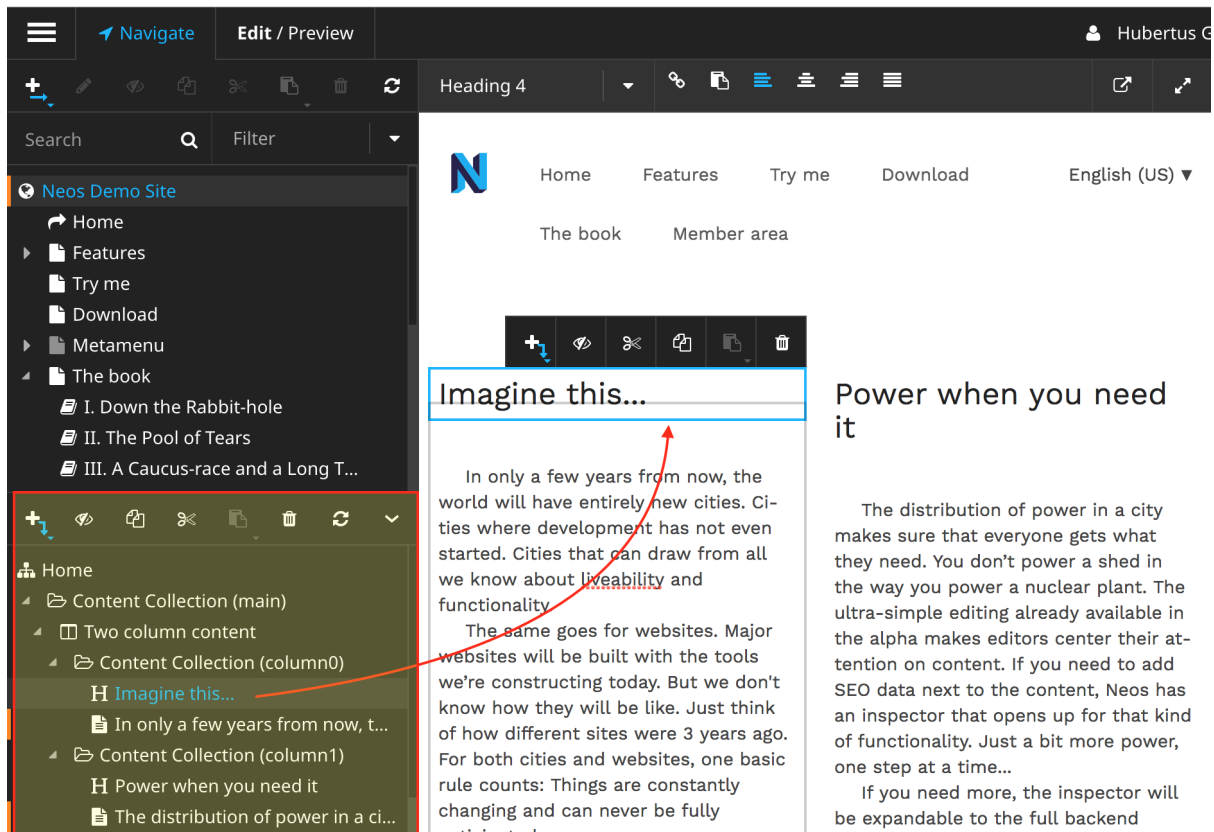 Navigate
Edit / Preview
Hubertus G
Heading 4
Search
Filter
Neos Demo Site
Home
Features
Try me
Download
Metamenu
The book
I. Down the Rabbit-hole
II. The Pool of Tears
III. A Caucus-race and a Long T...
Home
Content Collection (main)
Two column content
Content Collection (column0)
H Imagine this...
In only a few years from now, t...
Content Collection (column1)
H Power when you need it
The distribution of power in a ci...
N
Home Features Try me Download English (US) ▼
The book Member area
Imagine this...
In only a few years from now, the
world will have entirely new cities. Ci-
ties where development has not even
started. Cities that can draw from all
we know about liveability and
functionality
The same goes for websites. Major
websites will be built with the tools
we're constructing today. But we don't
know how they will be like. Just think
of how different sites were 3 years ago.
For both cities and websites, one basic
rule counts: Things are constantly
changing and can never be fully
Power when you need
it
The distribution of power in a city
makes sure that everyone gets what
they need. You don't power a shed in
the way you power a nuclear plant. The
ultra-simple editing already available in
the alpha makes editors center their at-
tention on content. If you need to add
SEO data next to the content, Neos has
an inspector that opens up for that kind
of functionality. Just a bit more power,
one step at a time...
If you need more, the inspector will
be expandable to the full backend